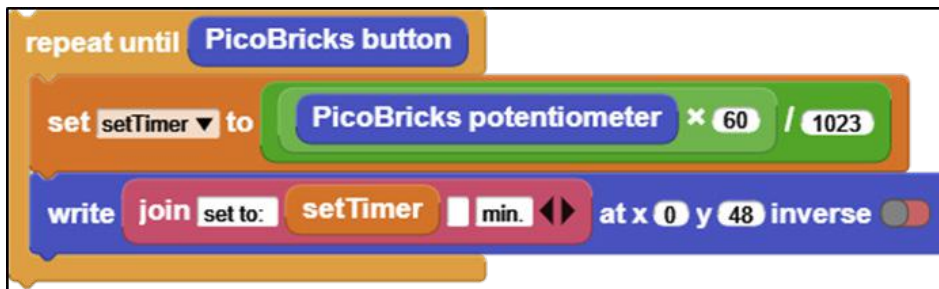 repeat until PicoBricks button
set setTimer to PicoBricks potentiometer × 60 / 1023
write join set to: setTimer min. at x 0 y 48 inverse